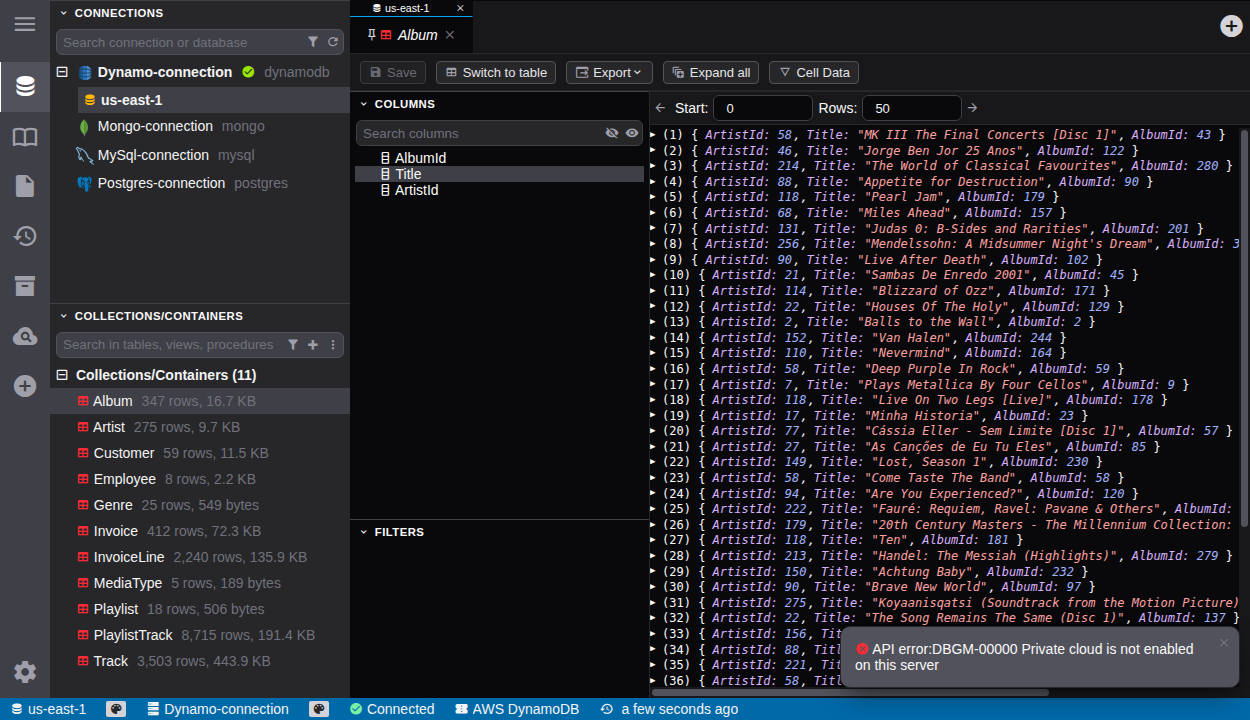 CONNECTIONS
Search connection or database
Dynamo-connection dynamodb
us-east-1
Mongo-connection mongo
MySql-connection mysql
Postgres-connection postgres
COLLECTIONS/CONTAINERS
Search in tables, views, procedures
Collections/Containers (11)
Album 347 rows, 16.7 KB
Artist 275 rows, 9.7 KB
Customer 59 rows, 11.5 KB
Employee 8 rows, 2.2 KB
Genre 25 rows, 549 bytes
Invoice 412 rows, 72.3 KB
InvoiceLine 2,240 rows, 135.9 KB
MediaType 5 rows, 189 bytes
Playlist 18 rows, 506 bytes
PlaylistTrack 8,715 rows, 191.4 KB
Track 3,503 rows, 443.9 KB
us-east-1
Album
Save Switch to table Export Expand all Cell Data
COLUMNS
Search columns
AlbumId
Title
ArtistId
FILTERS
Start: 0 Rows: 50
(1) { ArtistId: 58, Title: "MK III The Final Concerts [Disc 1]", AlbumId: 43 }
(2) { ArtistId: 46, Title: "Jorge Ben Jor 25 Anos", AlbumId: 122 }
(3) { ArtistId: 214, Title: "The World of Classical Favourites", AlbumId: 280 }
(4) { ArtistId: 88, Title: "Appetite for Destruction", AlbumId: 90 }
(5) { ArtistId: 118, Title: "Pearl Jam", AlbumId: 179 }
(6) { ArtistId: 68, Title: "Miles Ahead", AlbumId: 157 }
(7) { ArtistId: 131, Title: "Judas 0: B-Sides and Rarities", AlbumId: 201 }
(8) { ArtistId: 256, Title: "Mendelssohn: A Midsummer Night's Dream", AlbumId: 3
(9) { ArtistId: 90, Title: "Live After Death", AlbumId: 102 }
(10) { ArtistId: 21, Title: "Sambas De Enredo 2001", AlbumId: 45 }
(11) { ArtistId: 114, Title: "Blizzard of Ozz", AlbumId: 171 }
(12) { ArtistId: 22, Title: "Houses Of The Holy", AlbumId: 129 }
(13) { ArtistId: 2, Title: "Balls to the Wall", AlbumId: 2 }
(14) { ArtistId: 152, Title: "Van Halen", AlbumId: 244 }
(15) { ArtistId: 110, Title: "Nevermind", AlbumId: 164 }
(16) { ArtistId: 58, Title: "Deep Purple In Rock", AlbumId: 59 }
(17) { ArtistId: 7, Title: "Plays Metallica By Four Cellos", AlbumId: 9 }
(18) { ArtistId: 118, Title: "Live On Two Legs [Live]", AlbumId: 178 }
(19) { ArtistId: 17, Title: "Minha Historia", AlbumId: 23 }
(20) { ArtistId: 77, Title: "Cássia Eller - Sem Limite [Disc 1]", AlbumId: 57 }
(21) { ArtistId: 27, Title: "As Canções de Eu Tu Eles", AlbumId: 85 }
(22) { ArtistId: 149, Title: "Lost, Season 1", AlbumId: 230 }
(23) { ArtistId: 58, Title: "Come Taste The Band", AlbumId: 58 }
(24) { ArtistId: 94, Title: "Are You Experienced?", AlbumId: 120 }
(25) { ArtistId: 222, Title: "Fauré: Requiem, Ravel: Pavane & Others", AlbumId:
(26) { ArtistId: 179, Title: "20th Century Masters - The Millennium Collection:
(27) { ArtistId: 118, Title: "Ten", AlbumId: 181 }
(28) { ArtistId: 213, Title: "Handel: The Messiah (Highlights)", AlbumId: 279 }
(29) { ArtistId: 150, Title: "Achtung Baby", AlbumId: 232 }
(30) { ArtistId: 90, Title: "Brave New World", AlbumId: 97 }
(31) { ArtistId: 275, Title: "Koyaanisqatsi (Soundtrack from the Motion Picture)
(32) { ArtistId: 22, Title: "The Song Remains The Same (Disc 1)", AlbumId: 137 }
(33) { ArtistId: 156, Tit
(34) { ArtistId: 88, Titl
(35) { ArtistId: 221, Tit
(36) { ArtistId: 58, Titl
API error:DBGM-00000 Private cloud is not enabled
on this server
us-east-1 Dynamo-connection Connected AWS DynamoDB a few seconds ago